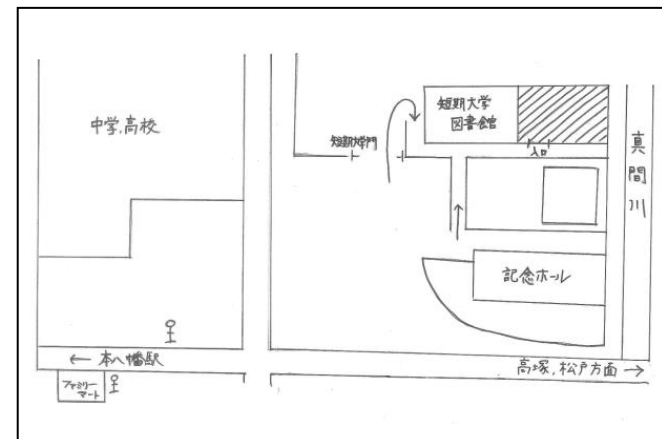 中学,高校
短期大学
図書館
短期大学門
入口
真間川
記念ホール
← 本八幡駅
高塚,松戸方面 →
ファミリー
マート